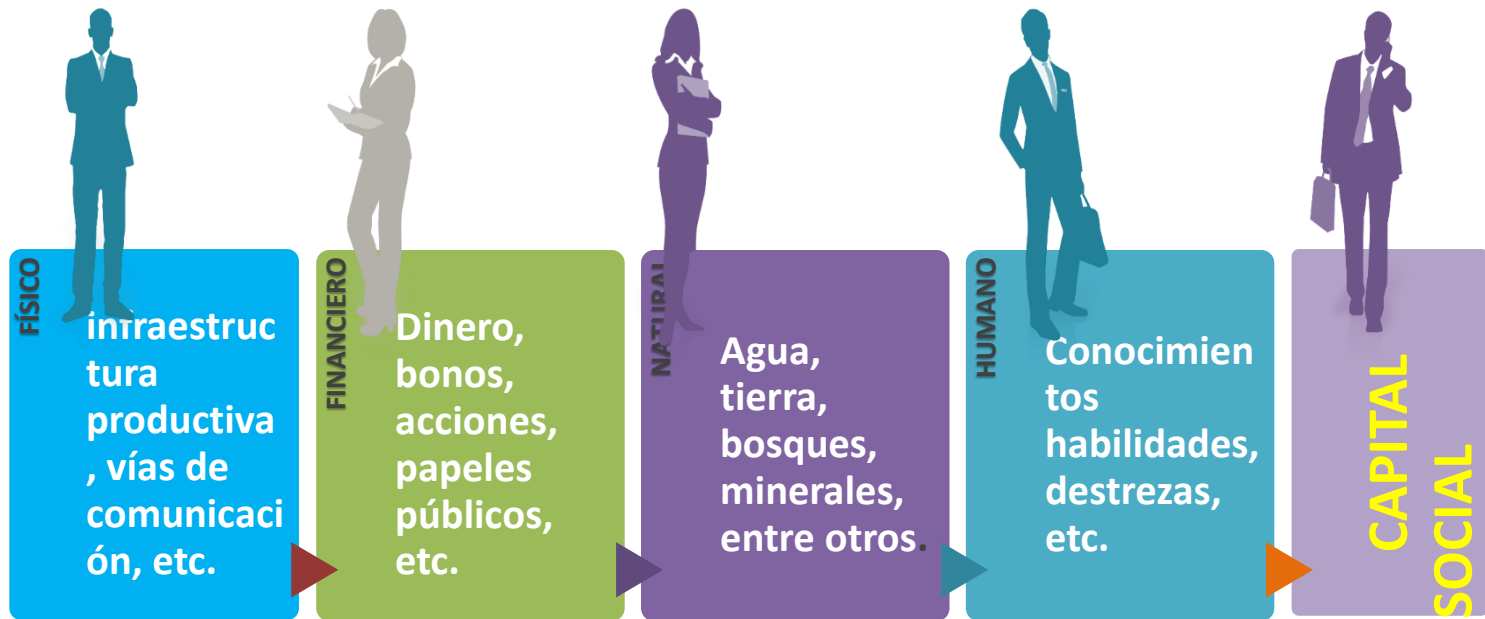 FÍSICO
infraestruc
tura
productiva
, vías de
comunicaci
ón, etc.
FINANCIERO
Dinero,
bonos,
acciones,
papeles
públicos,
etc.
NATURAL
Agua,
tierra,
bosques,
minerales,
entre otros.
HUMANO
Conocimien
tos
habilidades,
destrezas,
etc.
CAPITAL
SOCIAL